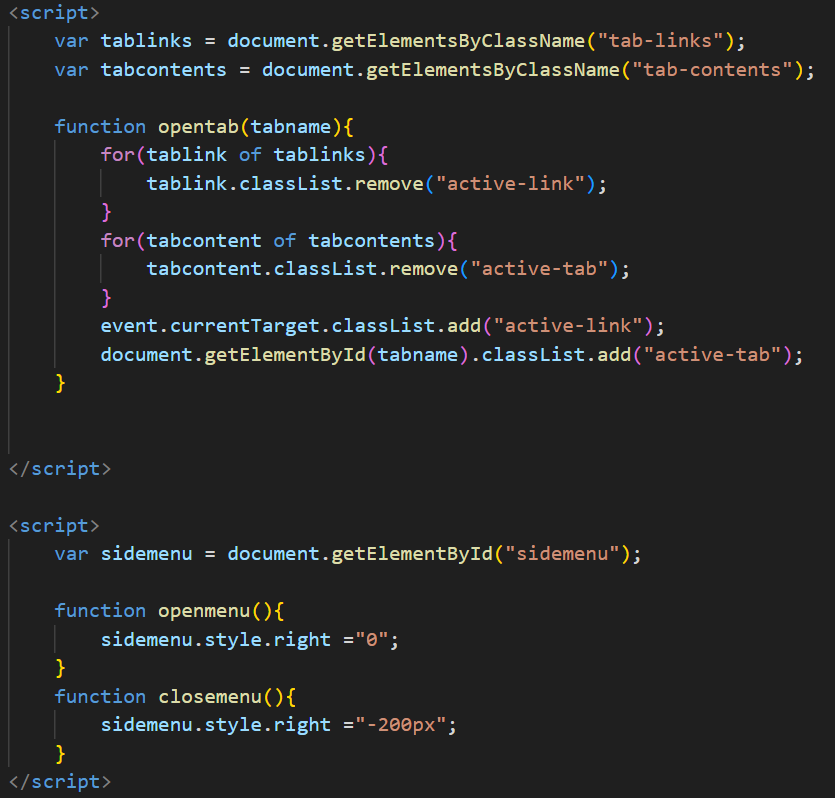 <script>
var tablinks = document.getElementsByClassName("tab-links");
var tabcontents = document.getElementsByClassName("tab-contents");
function opentab(tabname){
for(tablink of tablinks){
tablink.classList.remove("active-link");
}
for(tabcontent of tabcontents){
tabcontent.classList.remove("active-tab");
}
event.currentTarget.classList.add("active-link");
document.getElementById(tabname).classList.add("active-tab");
}
</script>
<script>
var sidemenu = document.getElementById("sidemenu");
function openmenu(){
sidemenu.style.right ="0";
}
function closemenu(){
sidemenu.style.right ="-200px";
}
</script>